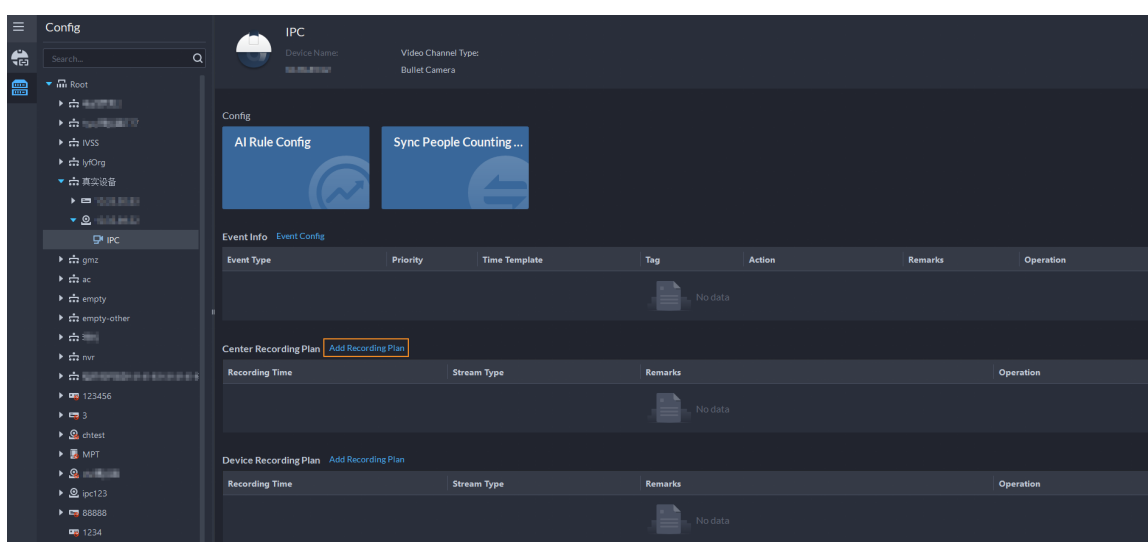 Config
Search...
Root
IVSS
lyfOrg
真实设备
IPC
gmz
ac
empty
empty-other
nvr
123456
3
chtest
MPT
ipc123
88888
1234
IPC
Device Name: Video Channel Type:
Bullet Camera
Config
AI Rule Config Sync People Counting ...
Event Info Event Config
Event Type Priority Time Template Tag Action Remarks Operation
No data
Center Recording Plan Add Recording Plan
Recording Time Stream Type Remarks Operation
No data
Device Recording Plan Add Recording Plan
Recording Time Stream Type Remarks Operation
No data